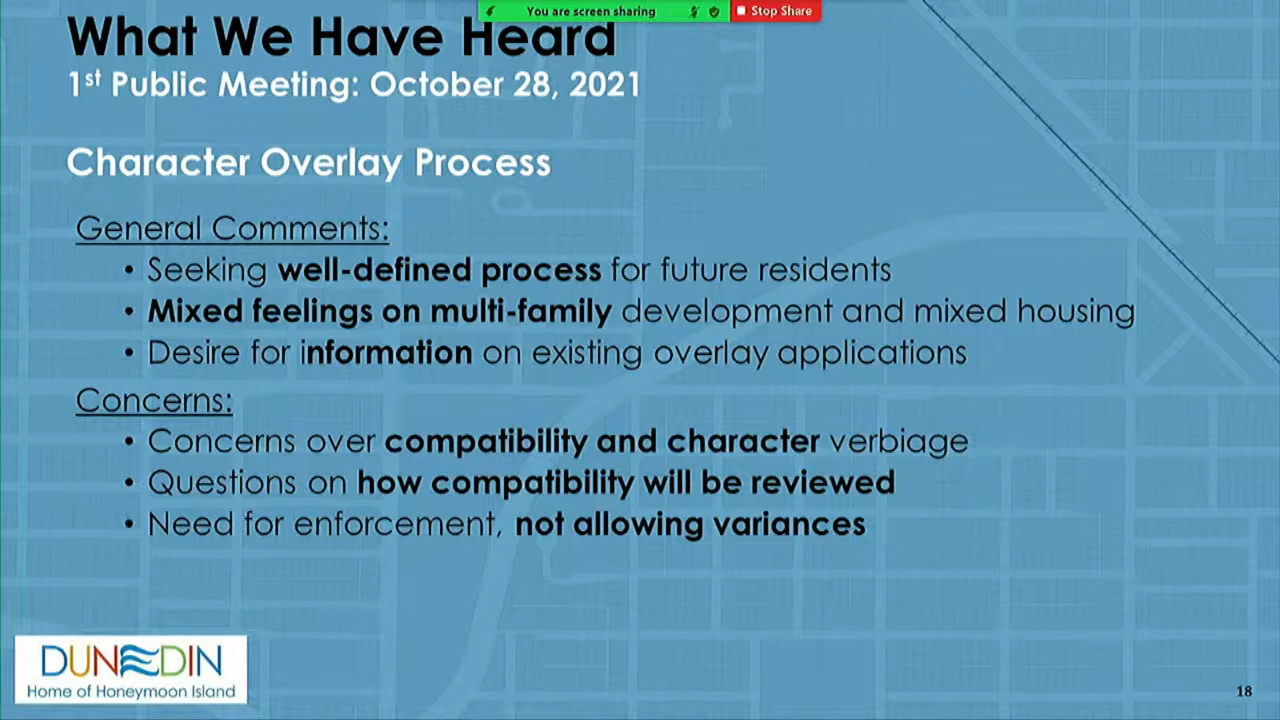 You are screen sharing
Stop Share
What We Have Heard
1st Public Meeting: October 28, 2021
Character Overlay Process
General Comments:
• Seeking well-defined process for future residents
• Mixed feelings on multi-family development and mixed housing
• Desire for information on existing overlay applications
Concerns:
• Concerns over compatibility and character verbiage
• Questions on how compatibility will be reviewed
• Need for enforcement, not allowing variances
DUNEDIN
Home of Honeymoon Island
18